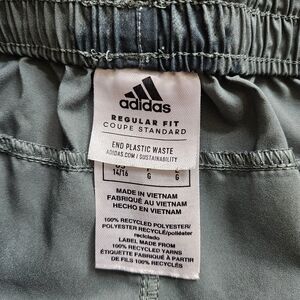 adidas
REGULAR FIT
COUPE STANDARD
END PLASTIC WASTE
ADIDAS.COM / SUSTAINABILITY
14/16 G G
MADE IN VIETNAM
FABRIQUÉ AU VIETNAM
HECHO EN VIETNAM
100% RECYCLED POLYESTER/
POLYESTER RECYCLÉ/poliéster
reciclado
LABEL MADE FROM
100% RECYCLED YARNS
ÉTIQUETTE FABRIQUÉE À PARTIR
DE FILS 100% RECYCLÉS